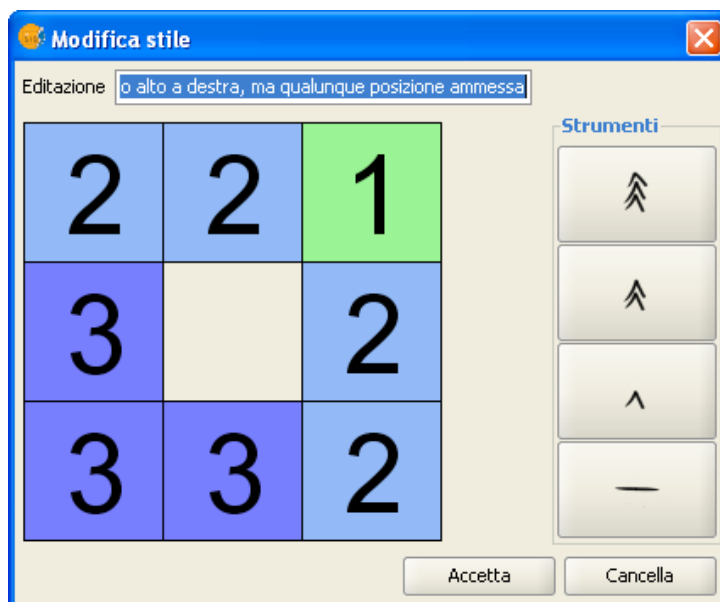 Modifica stile
Editazione o alto a destra, ma qualunque posizione ammessa
Strumenti
2 2 1
3 2
3 3 2
Accetta Cancella